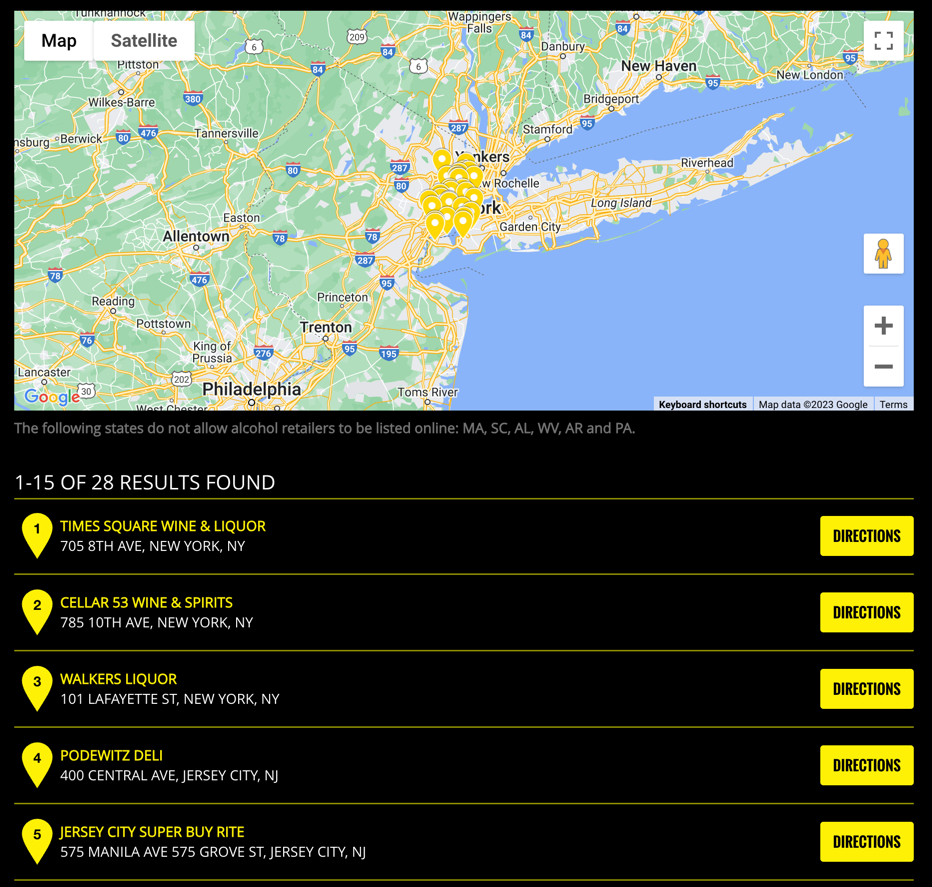 Tunkhannock
Wappingers
Falls
Map
Satellite
6
209
84
84
84
Danbury
Pittston
84
6
New Haven
95
New London
95
Wilkes-Barre
380
Bridgeport
nsburg
Berwick
80
476
Tannersville
287
Stamford
95
80
287
nkers
Riverhead
80
w Rochelle
ork
Long Island
Easton
Garden City
Allentown
78
78
287
78
476
95
Reading
Princeton
Pottstown
Trenton
76
King of
Prussia
276
95
195
Lancaster
202
Philadelphia
Toms River
Google
30
West Chester
Keyboard shortcuts
Map data ©2023 Google
Terms
The following states do not allow alcohol retailers to be listed online: MA, SC, AL, WV, AR and PA.
1-15 OF 28 RESULTS FOUND
1
TIMES SQUARE WINE & LIQUOR
705 8TH AVE, NEW YORK, NY
DIRECTIONS
2
CELLAR 53 WINE & SPIRITS
785 10TH AVE, NEW YORK, NY
DIRECTIONS
3
WALKERS LIQUOR
101 LAFAYETTE ST, NEW YORK, NY
DIRECTIONS
4
PODEWITZ DELI
400 CENTRAL AVE, JERSEY CITY, NJ
DIRECTIONS
5
JERSEY CITY SUPER BUY RITE
575 MANILA AVE 575 GROVE ST, JERSEY CITY, NJ
DIRECTIONS